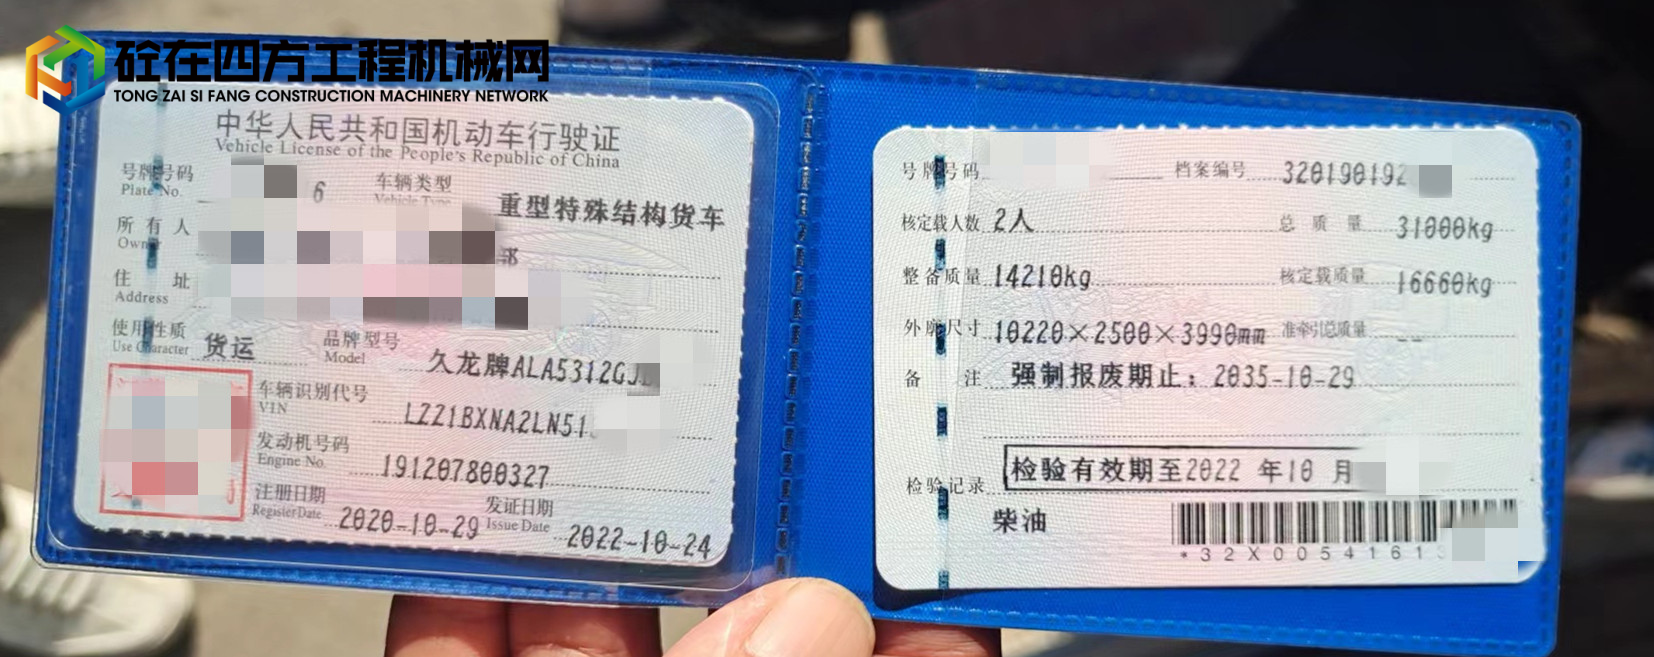 砼在四方工程机械网
TONG ZAI SI FANG CONSTRUCTION MACHINERY NETWORK
中华人民共和国机动车行驶证
Vehicle License of the People's Republic of China
号牌号码 6 车辆类型 重型特殊结构货车
Plate No. Vehicle Type
所有人 部
Owner
住址
Address
使用性质 货运 品牌型号 久龙牌ALA5312GJ
Use Character Model
车辆识别代号 LZZ1BXNA2LN51
VIN
发动机号码 191207800327
Engine No.
注册日期 2020-10-29 发证日期 2022-10-24
Register Date Issue Date
号牌号码 档案编号 320190192
核定载人数 2人 总质量 31000kg
整备质量 14210kg 核定载质量 16660kg
外廓尺寸 10220×2500×3990mm 准牵引总质量 --
备注 强制报废期止：2035-10-29
检验记录 检验有效期至2022 年10 月
柴油
*32X00541613